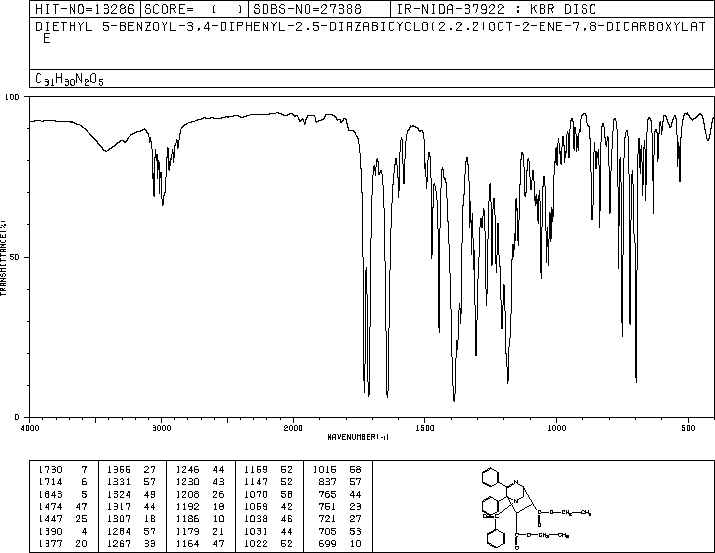 HIT-NO=13286 SCORE= ( ) SDBS-NO=27388 IR-NIDA-37922 : KBR DISC
DIETHYL 5-BENZOYL-3,4-DIPHENYL-2,5-DIAZABICYCLO(2.2.2)OCT-2-ENE-7,8-DICARBOXYLAT
E
C31H30N2O5
100
TRANSMITTANCE(%)
50
0
4000 3000 2000 1500 1000 500
WAVENUMBER(-1)
1730 7 1366 27 1246 44 1159 52 1016 58
1714 6 1331 57 1230 43 1147 52 837 57
1643 5 1324 49 1208 26 1070 58 765 44
1474 47 1317 44 1192 18 1059 42 751 23
1447 25 1307 18 1186 10 1038 46 721 27
1390 4 1284 57 1179 21 1031 44 705 53
1377 20 1267 33 1164 47 1022 52 699 10